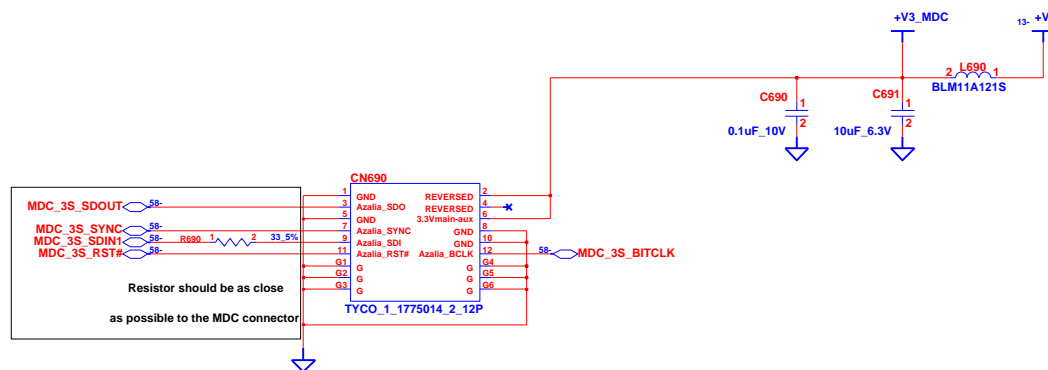 +V3_MDC
13- +V
L690
2 1
BLM11A121S
C690
1
2
0.1uF_10V
C691
1
2
10uF_6.3V
CN690
1 GND REVERSED 2
MDC_3S_SDOUT 58- 3 Azalia_SDO REVERSED 4
5 GND 3.3Vmain-aux 6
MDC_3S_SYNC 58- 7 Azalia_SYNC GND 8
MDC_3S_SDIN1 58- R690 1 2 33_5% 9 Azalia_SDI GND 10
MDC_3S_RST# 58- 11 Azalia_RST# Azalia_BCLK 12 58- MDC_3S_BITCLK
G1 G G G4
G2 G G G5
G3 G G G6
TYCO_1_1775014_2_12P
Resistor should be as close
as possible to the MDC connector